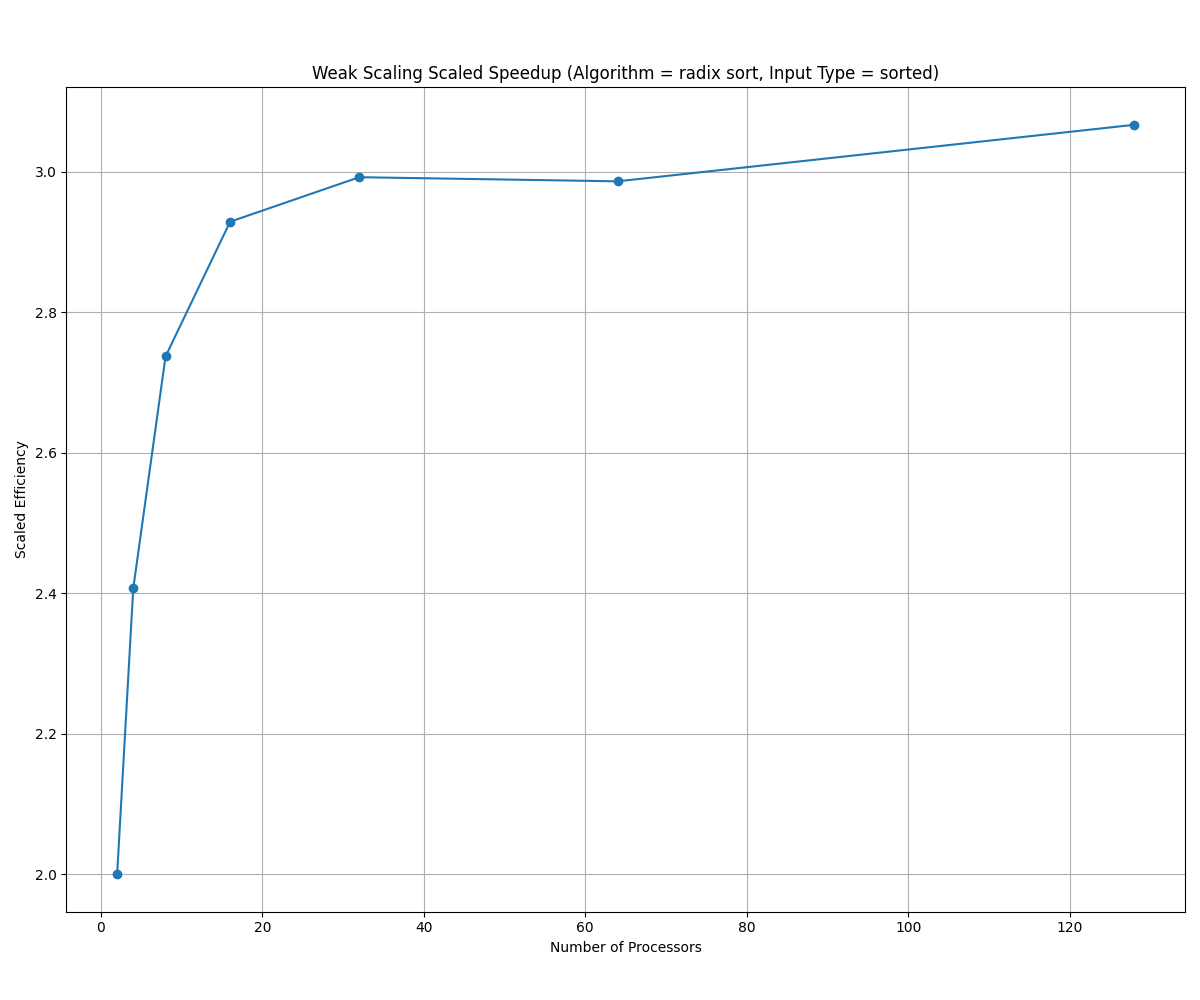 Weak Scaling Scaled Speedup (Algorithm = radix sort, Input Type = sorted)
Scaled Efficiency
3.0
2.8
2.6
2.4
2.2
2.0
0 20 40 60 80 100 120
Number of Processors